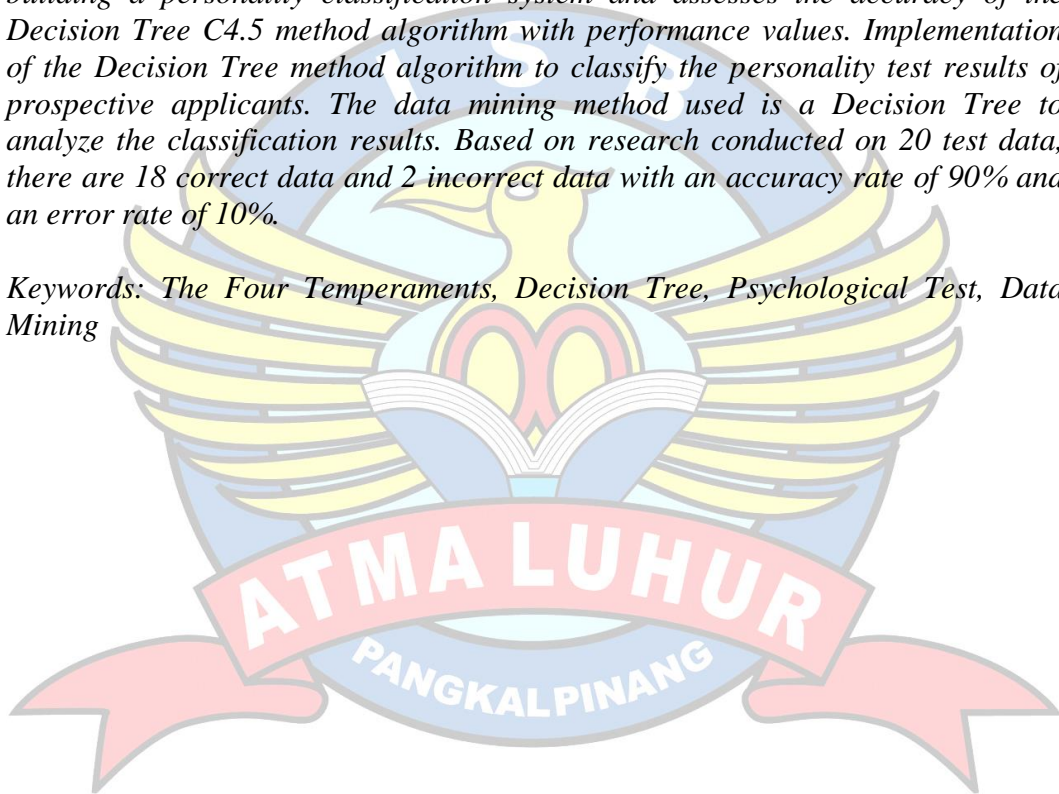 building a personality classification system and assesses the accuracy of the
Decision Tree C4.5 method algorithm with performance values. Implementation
of the Decision Tree method algorithm to classify the personality test results of
prospective applicants. The data mining method used is a Decision Tree to
analyze the classification results. Based on research conducted on 20 test data,
there are 18 correct data and 2 incorrect data with an accuracy rate of 90% and
an error rate of 10%.
Keywords: The Four Temperaments, Decision Tree, Psychological Test, Data
Mining
I S B
ATMA LUHUR
PANGKALPINANG